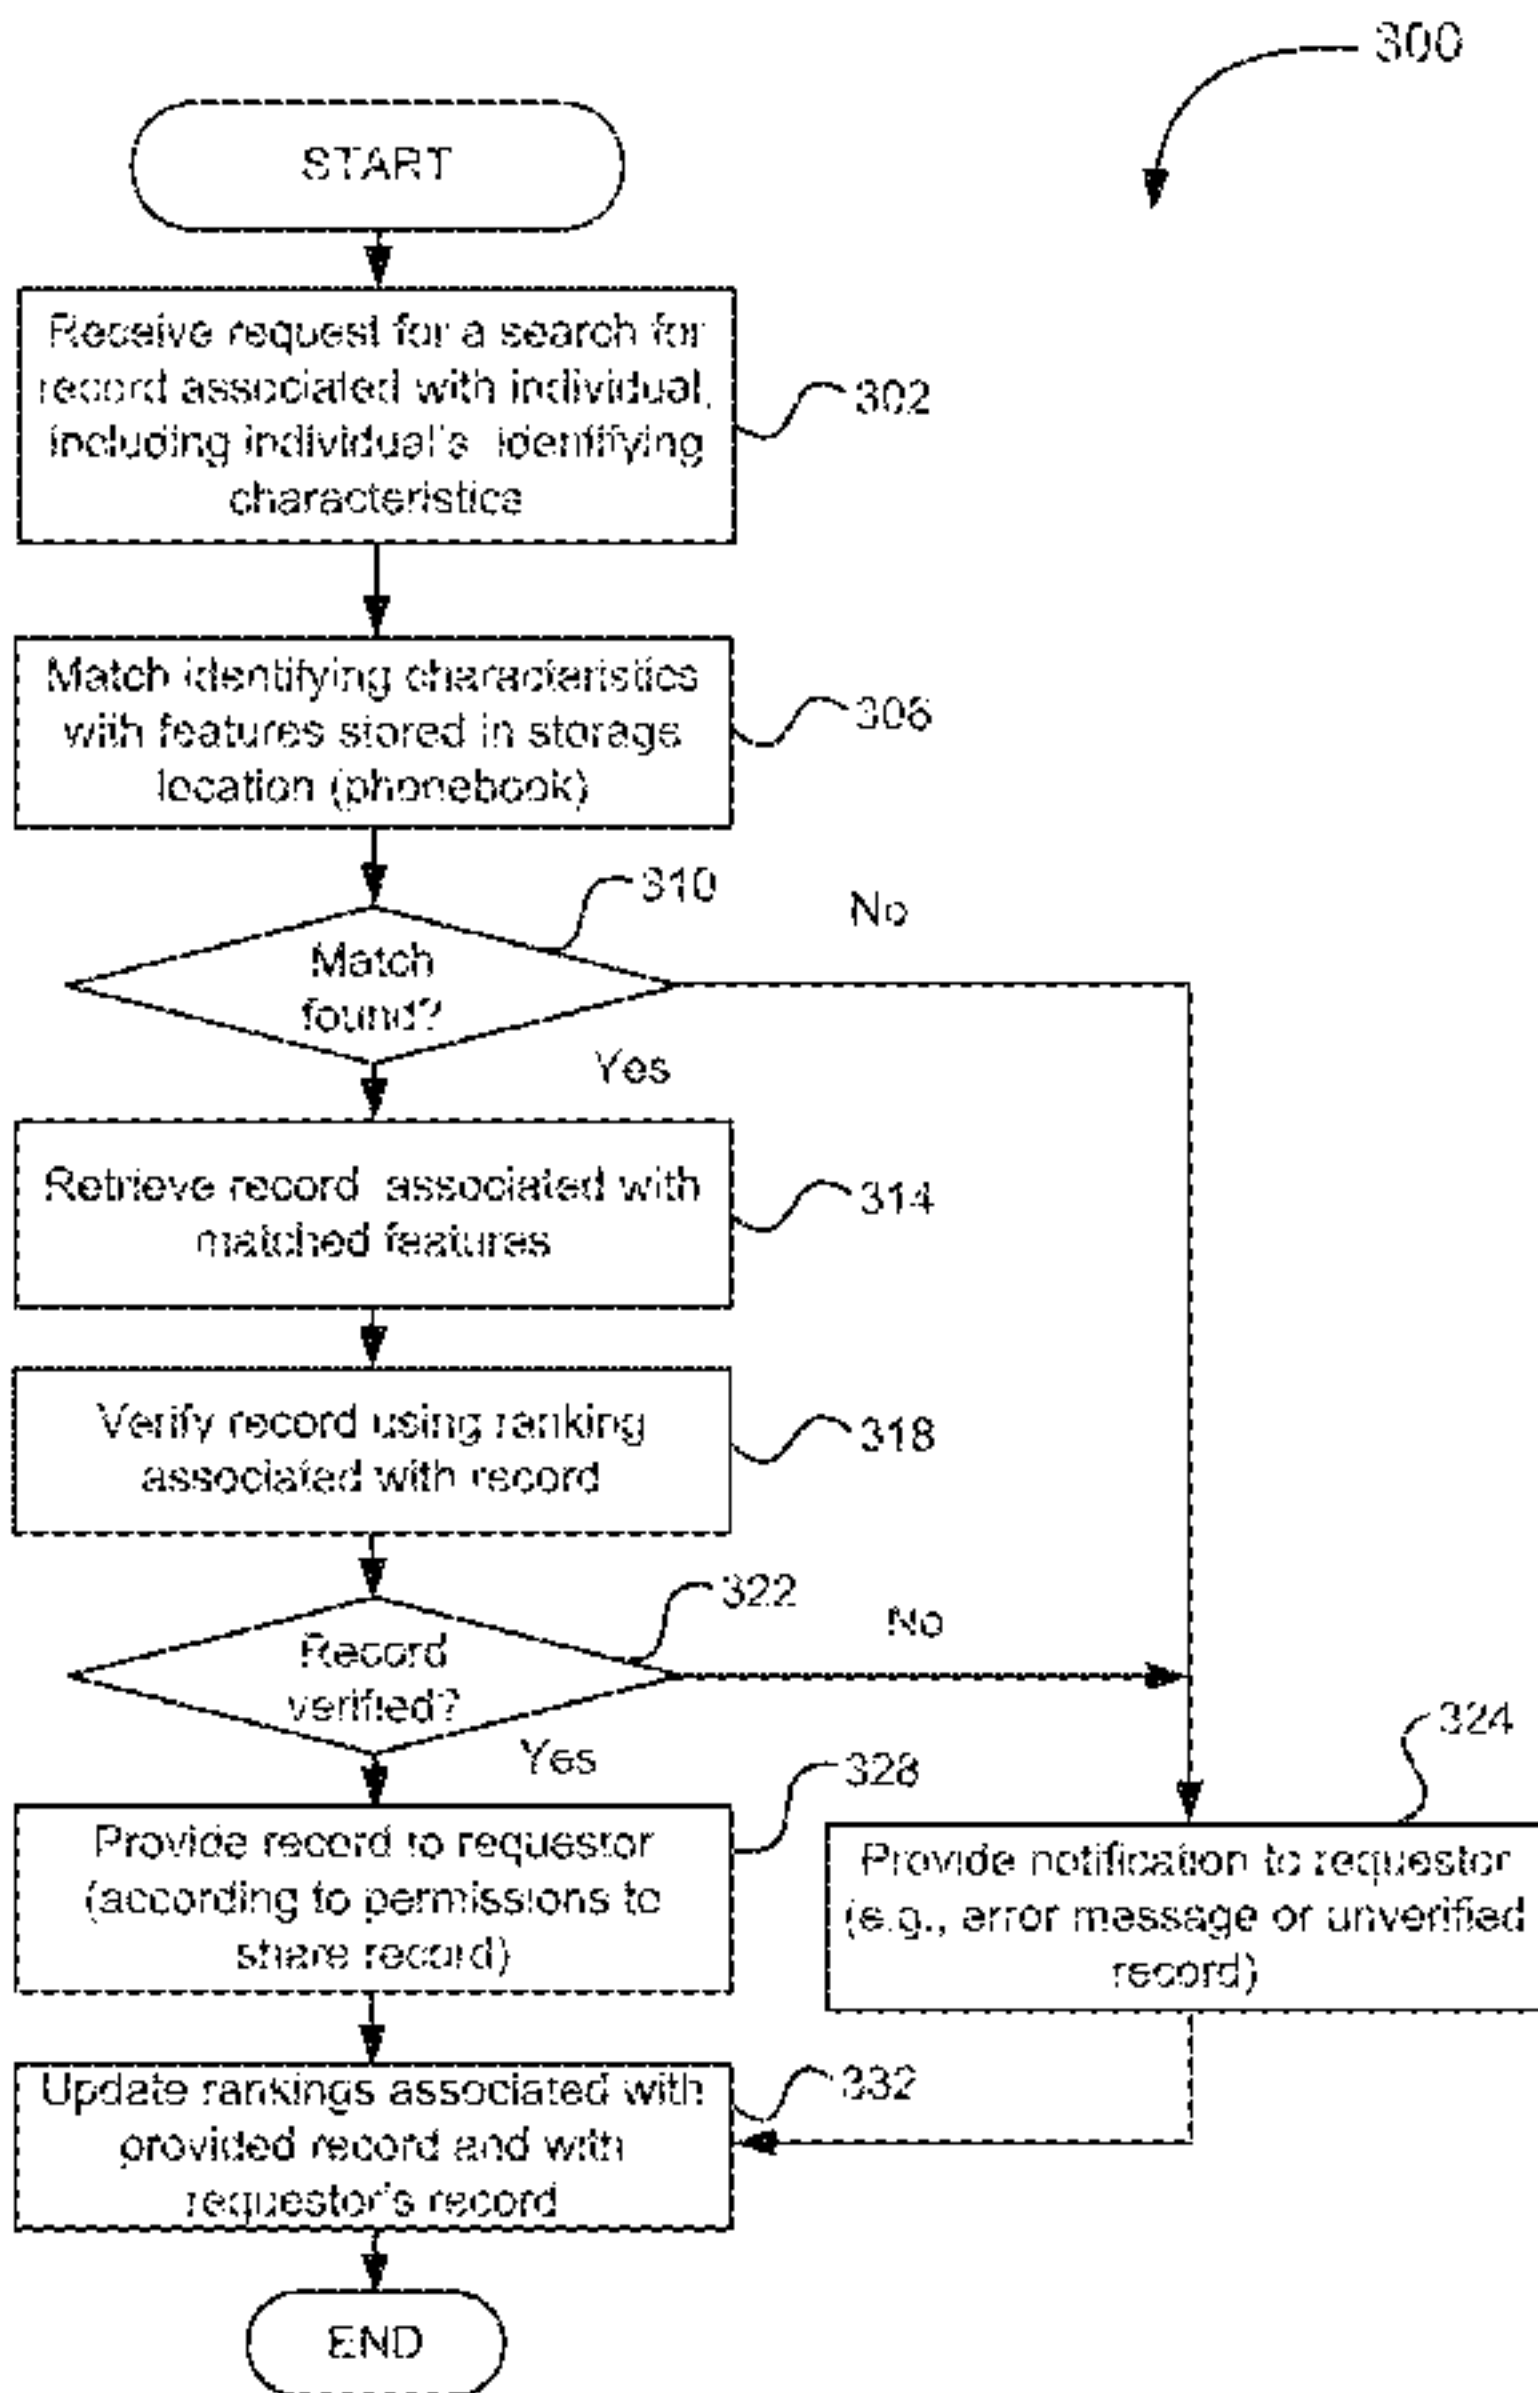 300
START
Receive request for a search for
record associated with individual,
including individual's identifying
characteristics
302
Match identifying characteristics
with features stored in storage
location (phonebook)
306
310
No
Match
found?
Yes
Retrieve record associated with
matched features
314
Verify record using ranking
associated with record
318
322
No
Record
verified?
Yes
324
328
Provide record to requestor
(according to permissions to
share record)
Provide notification to requestor
(e.g., error message or unverified
record)
Update rankings associated with
provided record and with
requestor's record
332
END